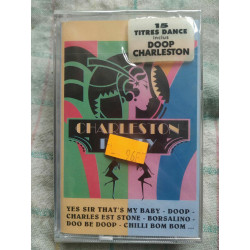 15
TITRES DANCE
inclus
DOOP
CHARLESTON
CHARLESTON
YES SIR THAT'S MY BABY - DOOP -
CHARLES EST STONE - BORSALINO -
DOO BE DOOP - CHILLI BOM BOM ...